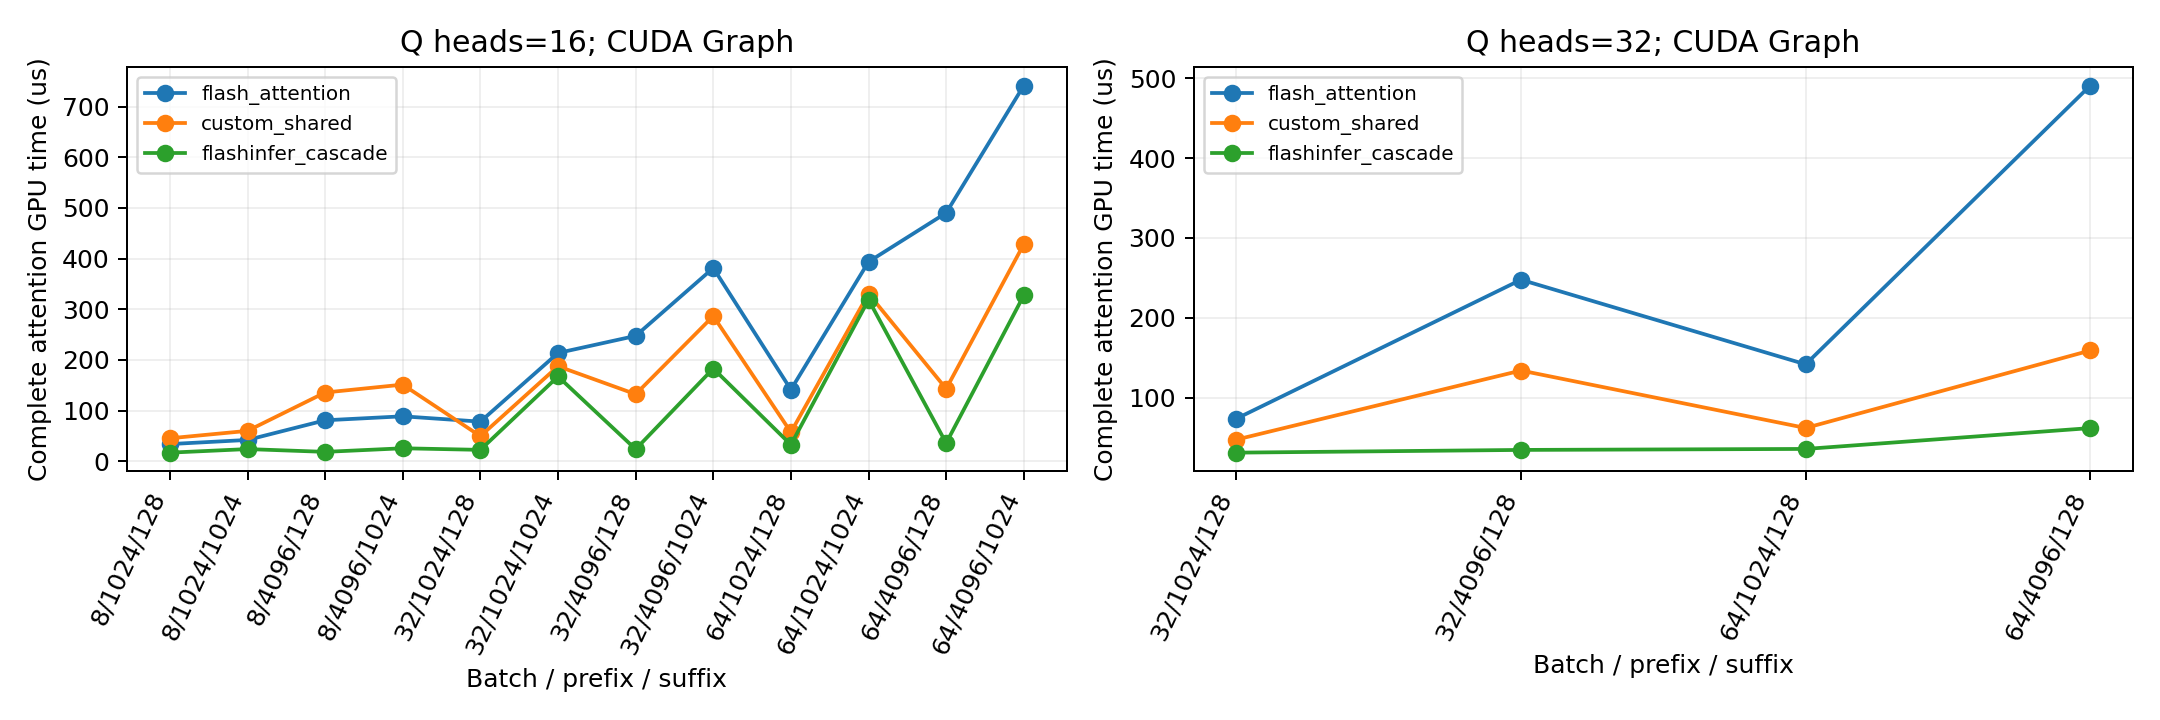 Q heads=16; CUDA Graph
Complete attention GPU time (us)
700
600
500
400
300
200
100
0
flash_attention
custom_shared
flashinfer_cascade
8/1024/128
8/1024/1024
8/4096/128
8/4096/1024
32/1024/128
32/1024/1024
32/4096/128
32/4096/1024
64/1024/128
64/1024/1024
64/4096/128
64/4096/1024
Batch / prefix / suffix
Q heads=32; CUDA Graph
Complete attention GPU time (us)
500
400
300
200
100
flash_attention
custom_shared
flashinfer_cascade
32/1024/128
32/4096/128
64/1024/128
64/4096/128
Batch / prefix / suffix